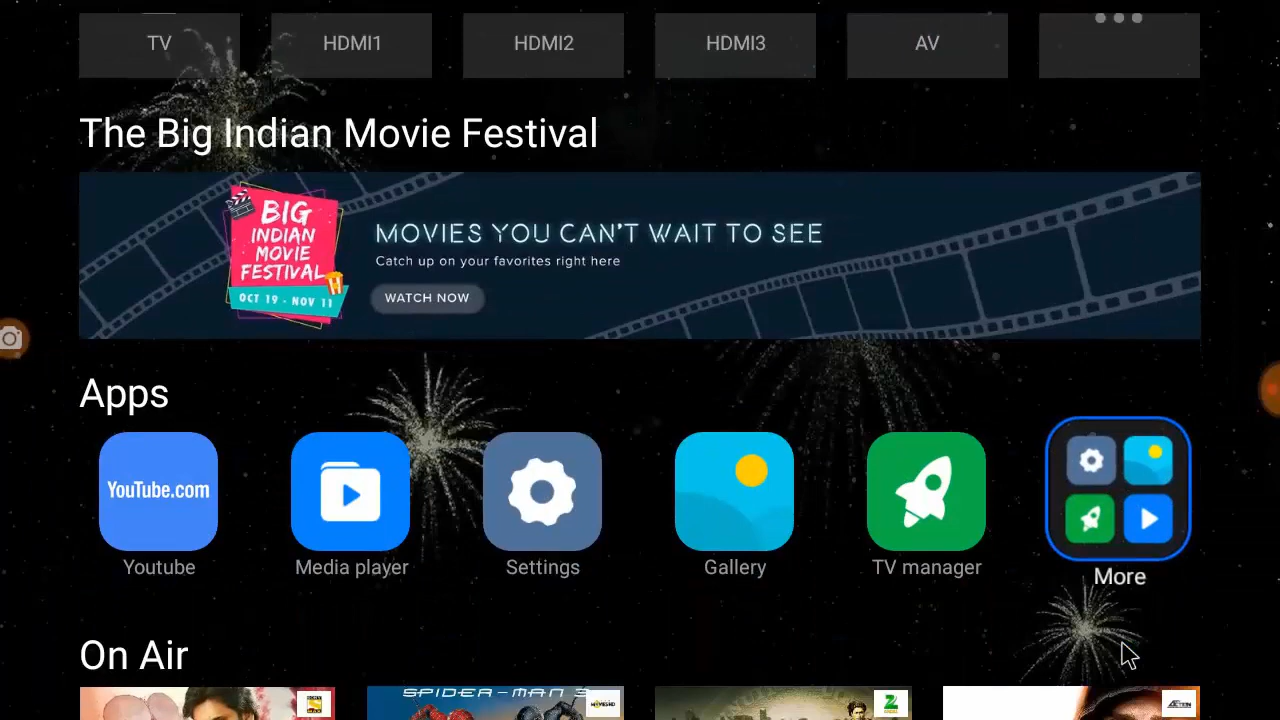 TV
HDMI1
HDMI2
HDMI3
AV
The Big Indian Movie Festival
BIG
INDIAN
MOVIE
FESTIVAL
OCT 19 - NOV 11
MOVIES YOU CAN'T WAIT TO SEE
Catch up on your favorites right here
WATCH NOW
Apps
YouTube.com
Youtube
Media player
Settings
Gallery
TV manager
More
On Air
SPIDER-MAN 3